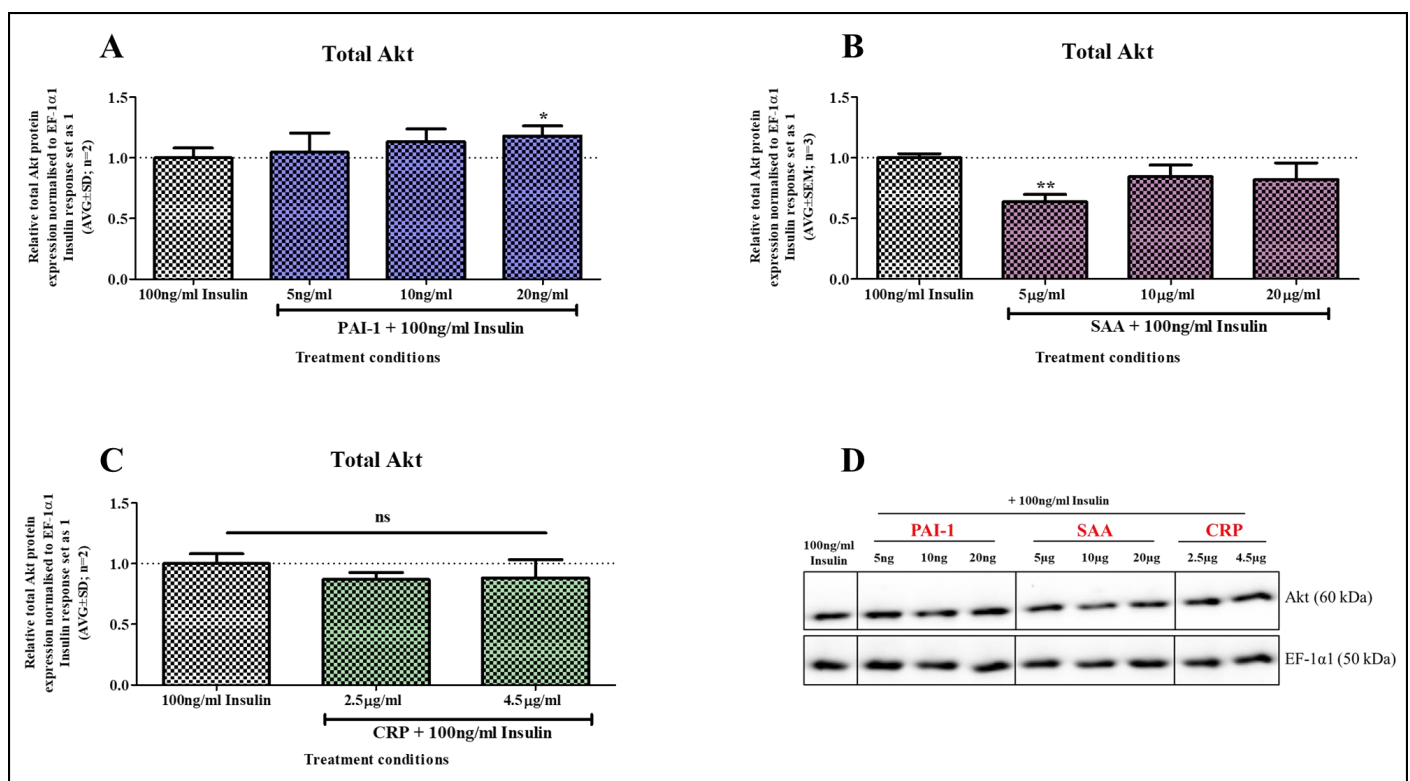 A
Total Akt
Relative total Akt protein
expression normalised to EF-1α1
Insulin response set as 1
(AVG±SD; n=2)
1.5
1.0
0.5
0.0
*
100ng/ml Insulin
5ng/ml
10ng/ml
20ng/ml
PAI-1 + 100ng/ml Insulin
Treatment conditions
B
Total Akt
Relative total Akt protein
expression normalised to EF-1α1
Insulin response set as 1
(AVG±SEM; n=3)
1.5
1.0
0.5
0.0
**
100ng/ml Insulin
5µg/ml
10µg/ml
20µg/ml
SAA + 100ng/ml Insulin
Treatment conditions
C
Total Akt
Relative total Akt protein
expression normalised to EF-1α1
Insulin response set as 1
(AVG±SD; n=2)
1.5
1.0
0.5
0.0
ns
100ng/ml Insulin
2.5µg/ml
4.5µg/ml
CRP + 100ng/ml Insulin
Treatment conditions
D
+ 100ng/ml Insulin
PAI-1 SAA CRP
100ng/ml
Insulin
5ng 10ng 20ng 5µg 10µg 20µg 2.5µg 4.5µg
Akt (60 kDa)
EF-1α1 (50 kDa)